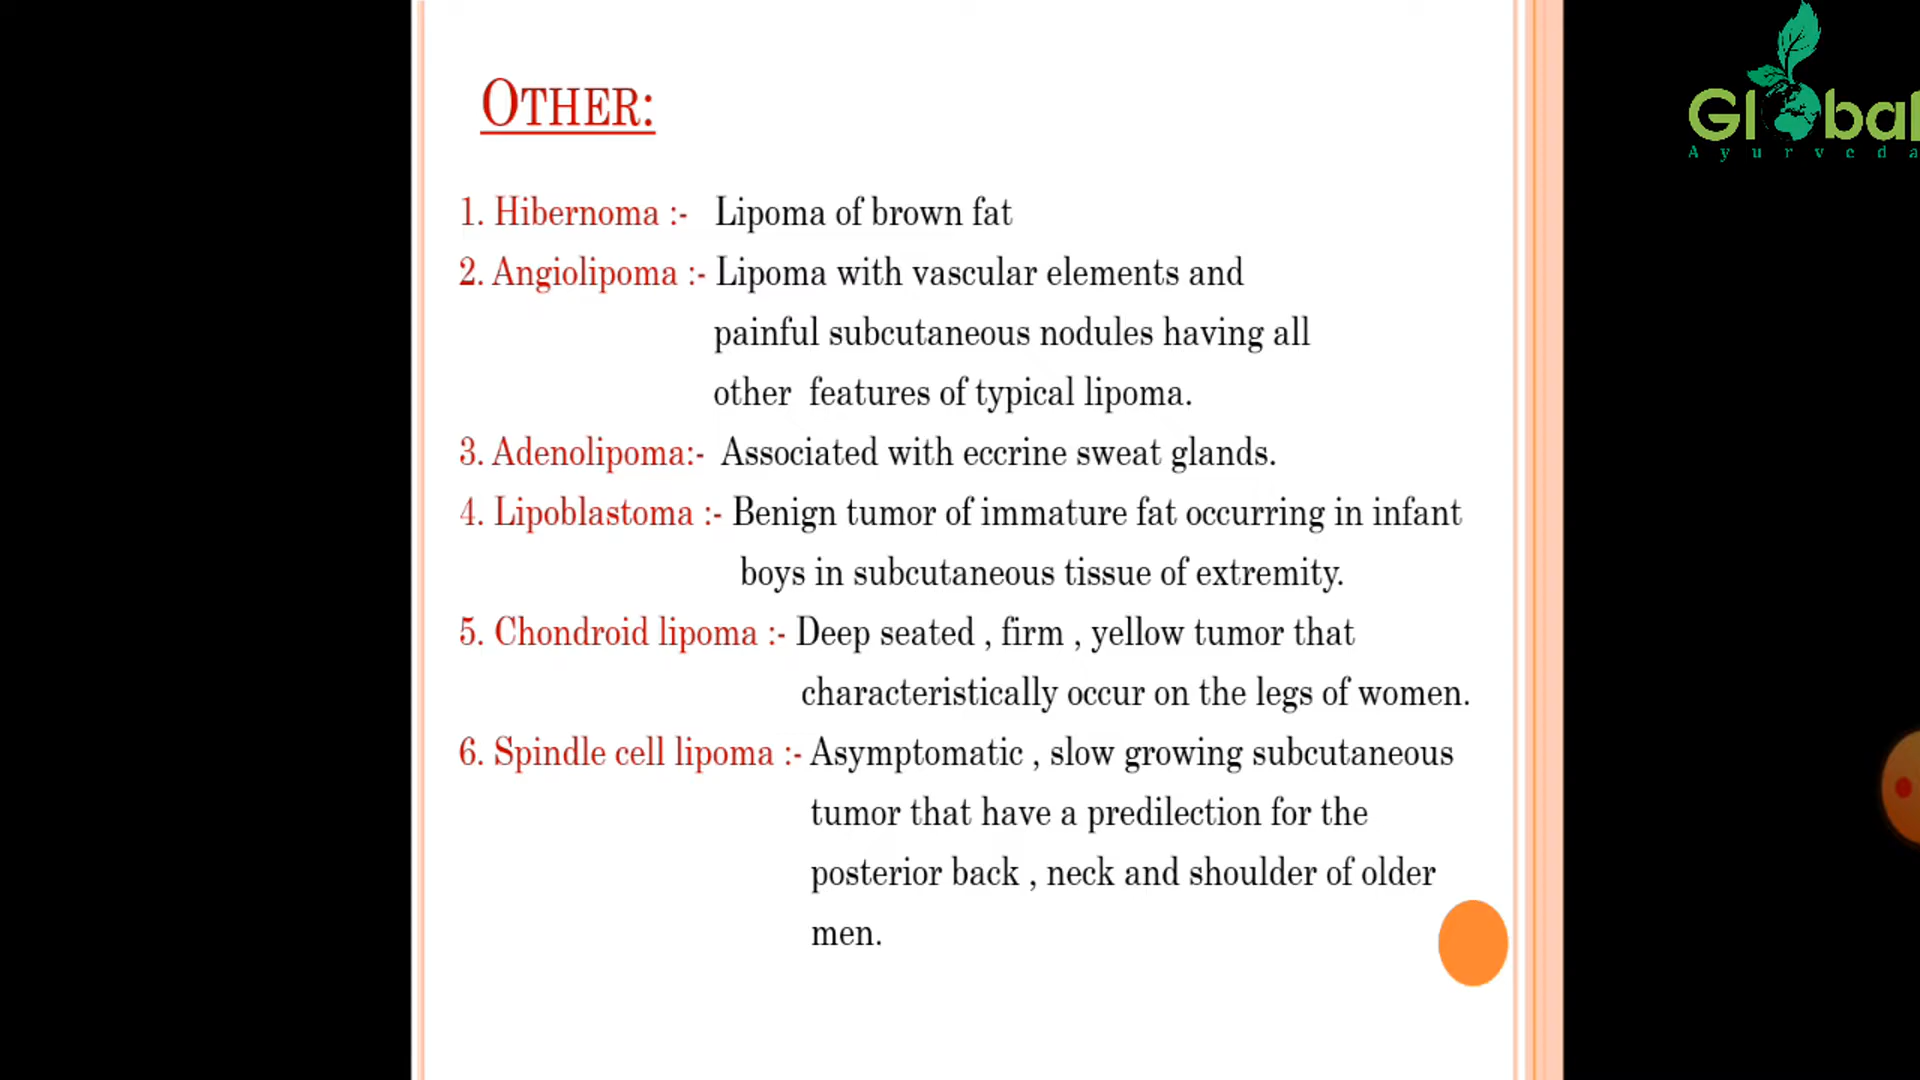 OTHER:
Global
Ayurveda
1. Hibernoma :- Lipoma of brown fat
2. Angiolipoma :- Lipoma with vascular elements and
painful subcutaneous nodules having all
other features of typical lipoma.
3. Adenolipoma:- Associated with eccrine sweat glands.
4. Lipoblastoma :- Benign tumor of immature fat occurring in infant
boys in subcutaneous tissue of extremity.
5. Chondroid lipoma :- Deep seated , firm , yellow tumor that
characteristically occur on the legs of women.
6. Spindle cell lipoma :- Asymptomatic , slow growing subcutaneous
tumor that have a predilection for the
posterior back , neck and shoulder of older
men.